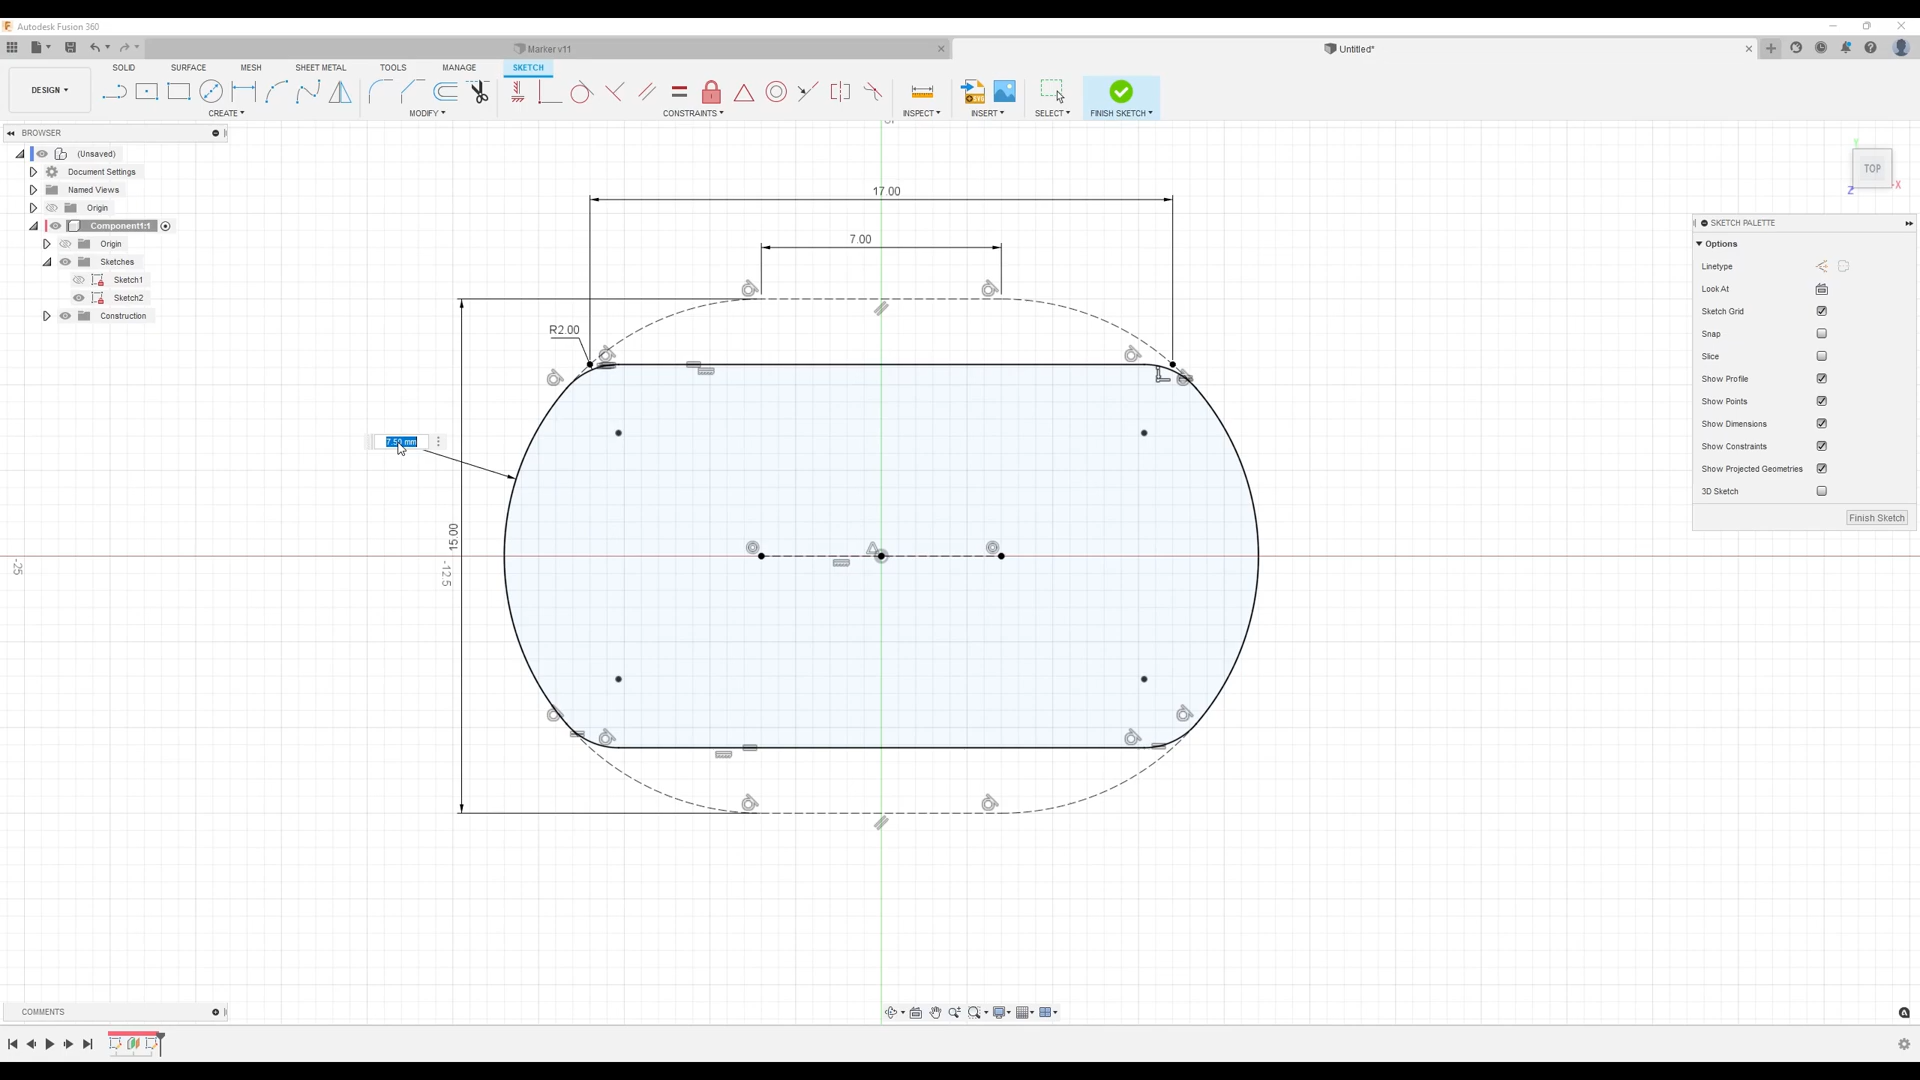 Autodesk Fusion 360
Marker v11
Untitled*
DESIGN
SOLID
SURFACE
MESH
SHEET METAL
TOOLS
MANAGE
SKETCH
CREATE
MODIFY
CONSTRAINTS
INSPECT
INSERT
SELECT
FINISH SKETCH
BROWSER
(Unsaved)
Document Settings
Named Views
Origin
Component1:1
Origin
Sketches
Sketch1
Sketch2
Construction
17.00
7.00
R2.00
7.50 mm
15.00
-12.5
-25
TOP
Y
Z
X
SKETCH PALETTE
Options
Linetype
Look At
Sketch Grid
Snap
Slice
Show Profile
Show Points
Show Dimensions
Show Constraints
Show Projected Geometries
3D Sketch
Finish Sketch
COMMENTS